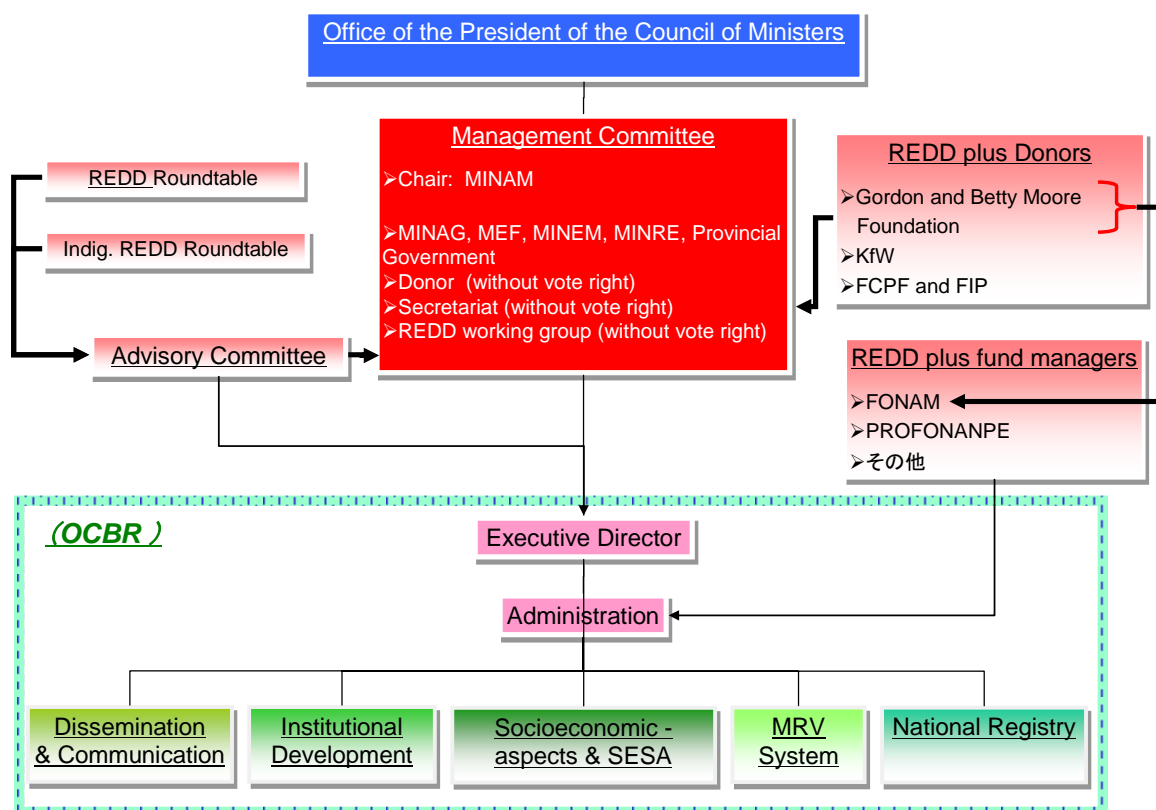 Office of the President of the Council of Ministers
Management Committee
➢Chair: MINAM
➢MINAG, MEF, MINEM, MINRE, Provincial
Government
➢Donor (without vote right)
➢Secretariat (without vote right)
➢REDD working group (without vote right)
REDD Roundtable
Indig. REDD Roundtable
Advisory Committee
REDD plus Donors
➢Gordon and Betty Moore
Foundation
➢KfW
➢FCPF and FIP
REDD plus fund managers
➢FONAM
➢PROFONANPE
➢その他
(OCBR )
Executive Director
Administration
Dissemination
& Communication
Institutional
Development
Socioeconomic -
aspects & SESA
MRV
System
National Registry